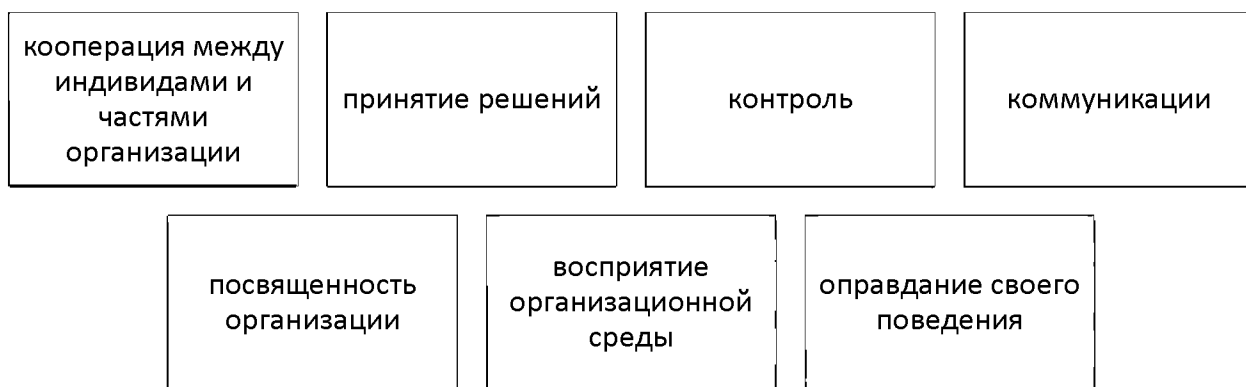 кооперация между
индивидами и
частями
организации
принятие решений
контроль
коммуникации
посвященность
организации
восприятие
организационной
среды
оправдание своего
поведения